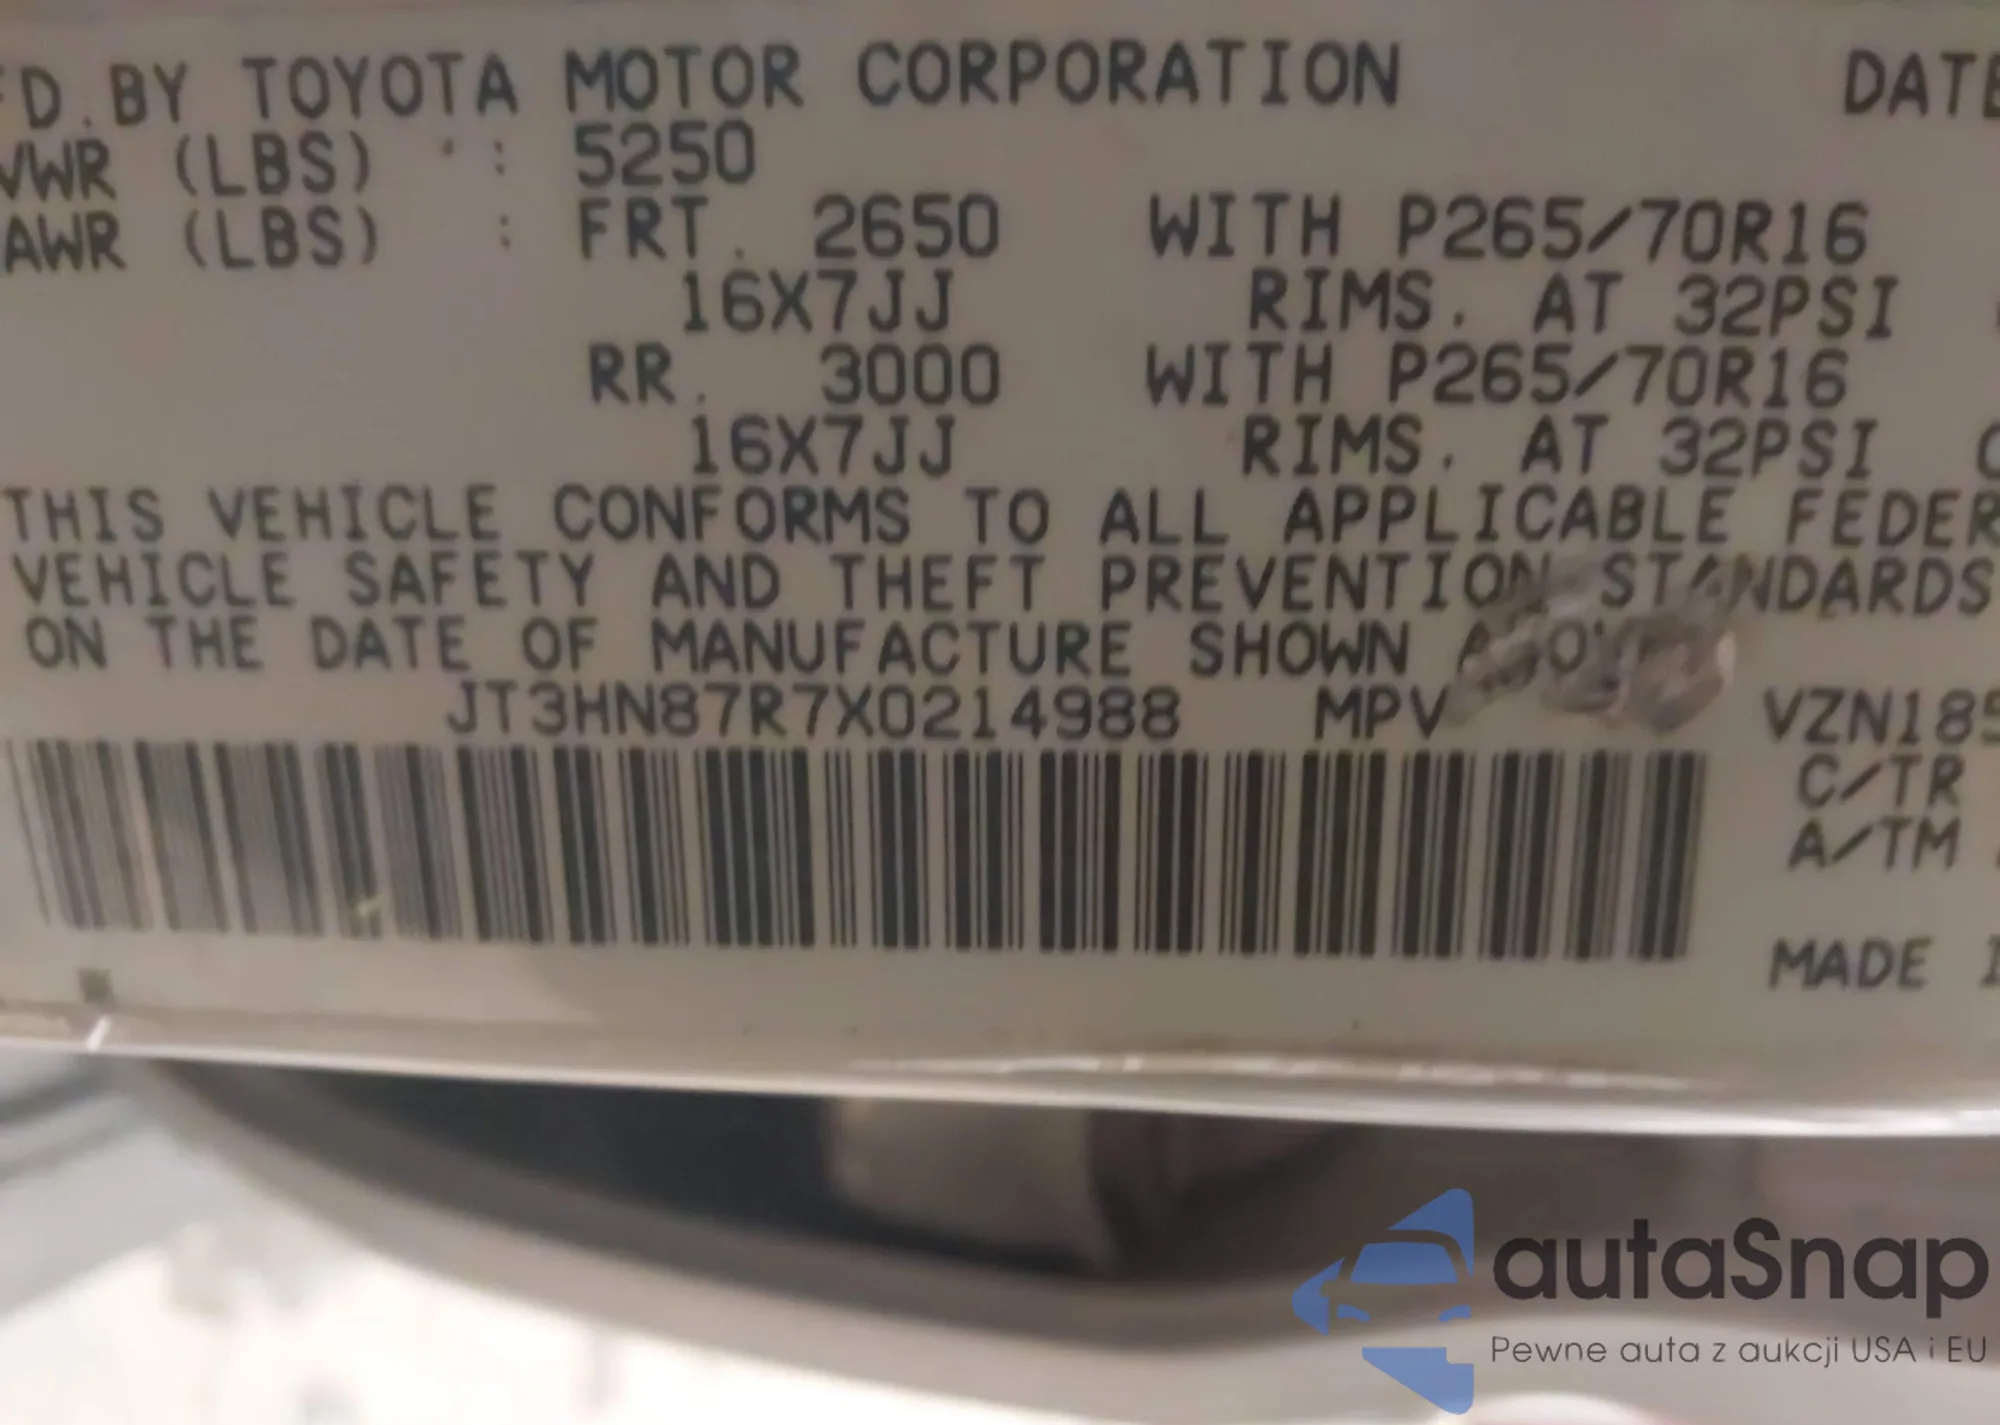 FD.BY TOYOTA MOTOR CORPORATION DATE
VWR (LBS) : 5250
AWR (LBS) : FRT. 2650 WITH P265/70R16
16X7JJ RIMS. AT 32PSI
RR. 3000 WITH P265/70R16
16X7JJ RIMS. AT 32PSI C
THIS VEHICLE CONFORMS TO ALL APPLICABLE FEDER
VEHICLE SAFETY AND THEFT PREVENTION STANDARDS
ON THE DATE OF MANUFACTURE SHOWN
JT3HN87R7X0214988 MPV VZN185
C/TR
A/TM
MADE I
autaSnap
Pewne auta z aukcji USA i EU